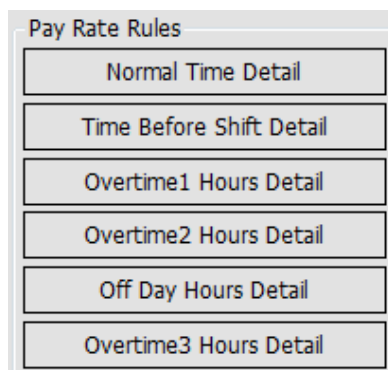 Pay Rate Rules
Normal Time Detail
Time Before Shift Detail
Overtime1 Hours Detail
Overtime2 Hours Detail
Off Day Hours Detail
Overtime3 Hours Detail